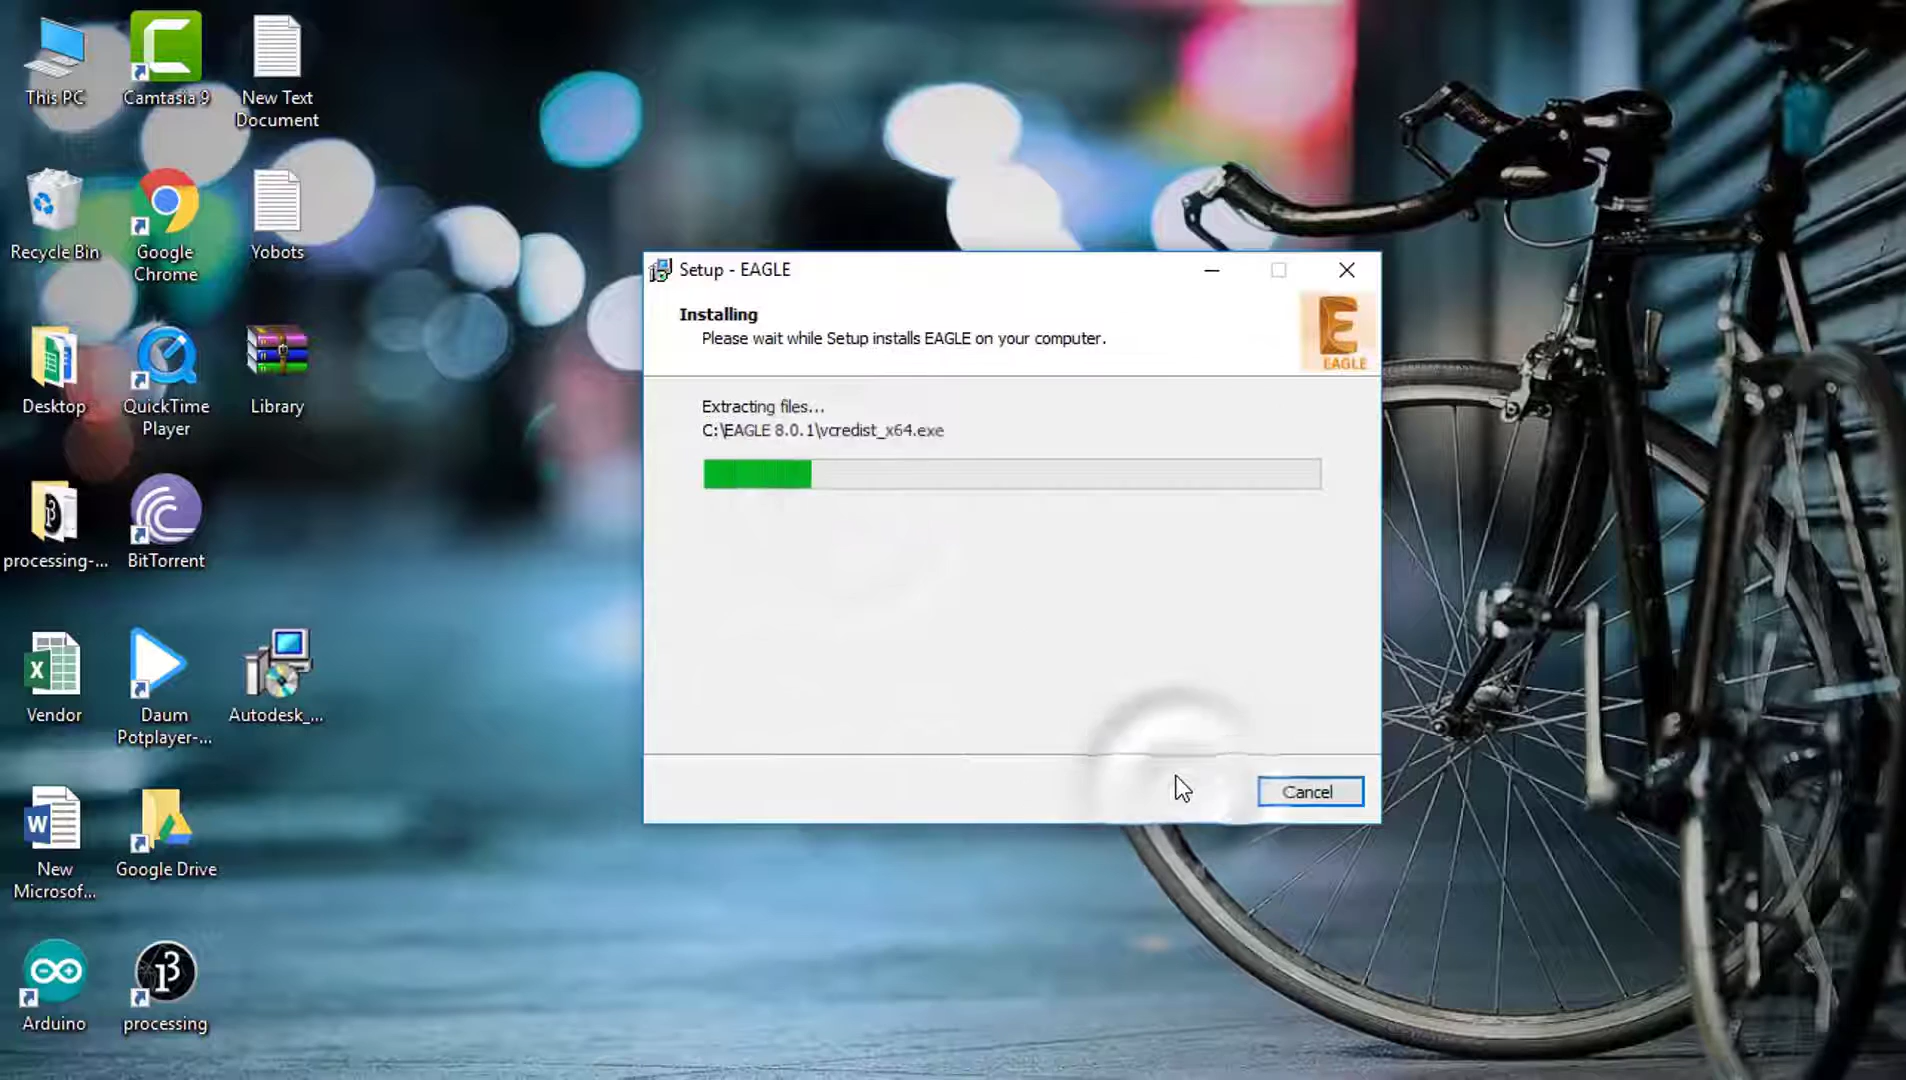 This PC
Camtasia 9
New Text
Document
Recycle Bin
Google
Chrome
Yobots
Desktop
QuickTime
Player
Library
processing-...
BitTorrent
Vendor
Daum
Potplayer-...
Autodesk_...
New
Microsof...
Google Drive
Arduino
processing
Setup - EAGLE
Installing
Please wait while Setup installs EAGLE on your computer.
E
EAGLE
Extracting files...
C:\EAGLE 8.0.1\vcredist_x64.exe
Cancel